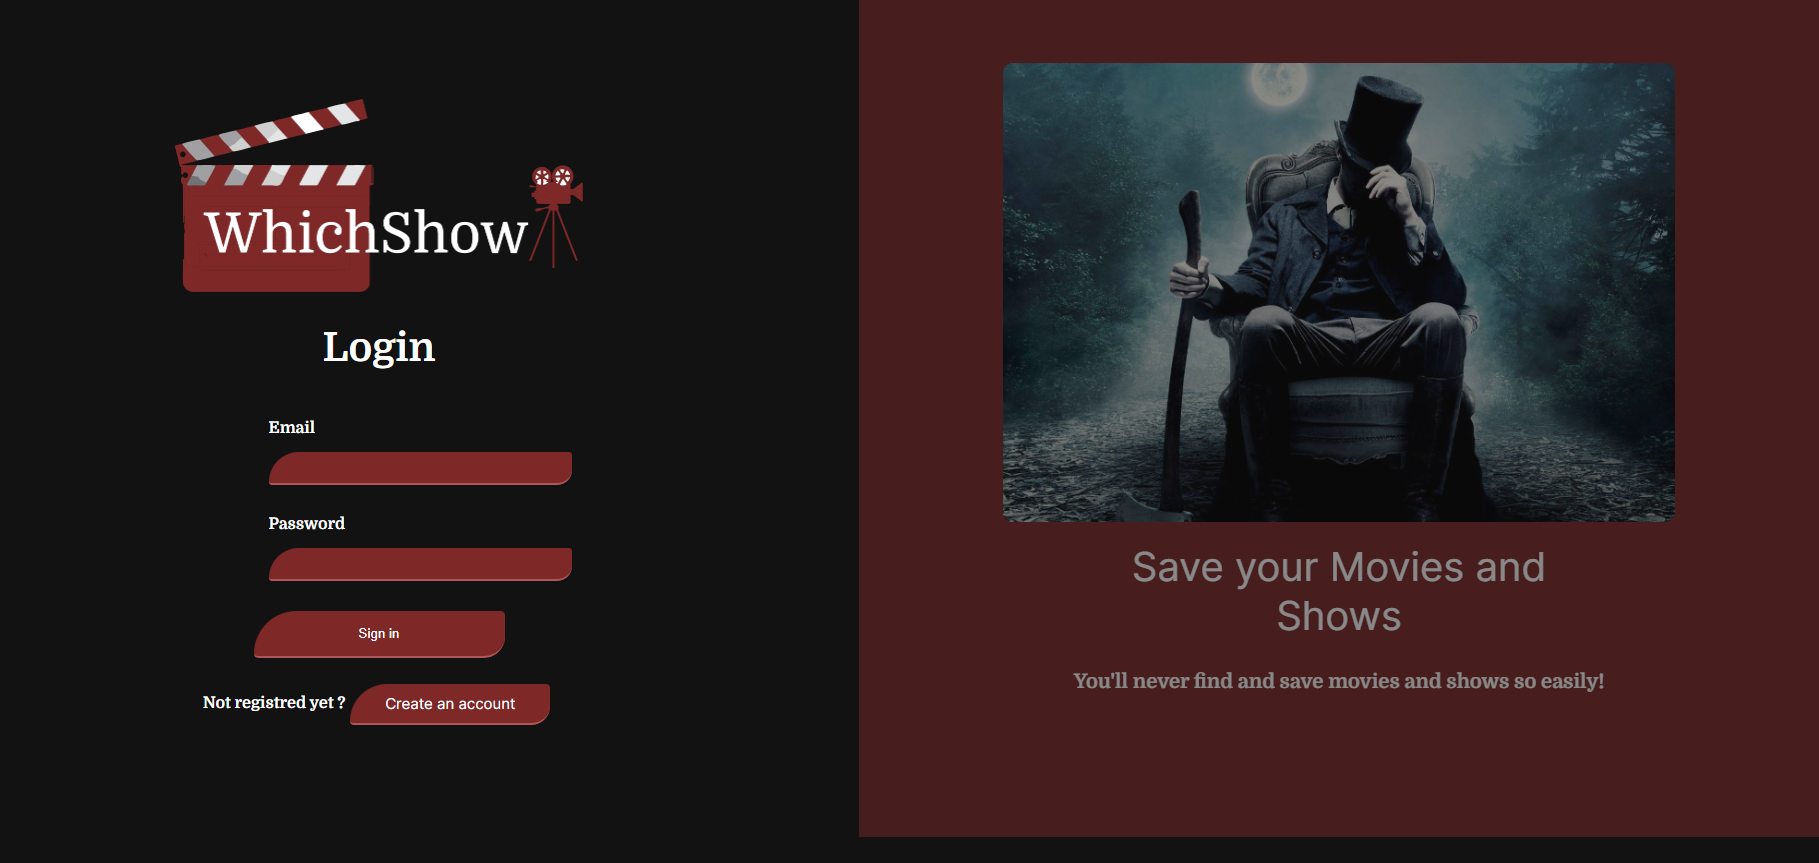 WhichShow
Login
Email
Password
Sign in
Not registred yet ? Create an account
Save your Movies and
Shows
You'll never find and save movies and shows so easily!